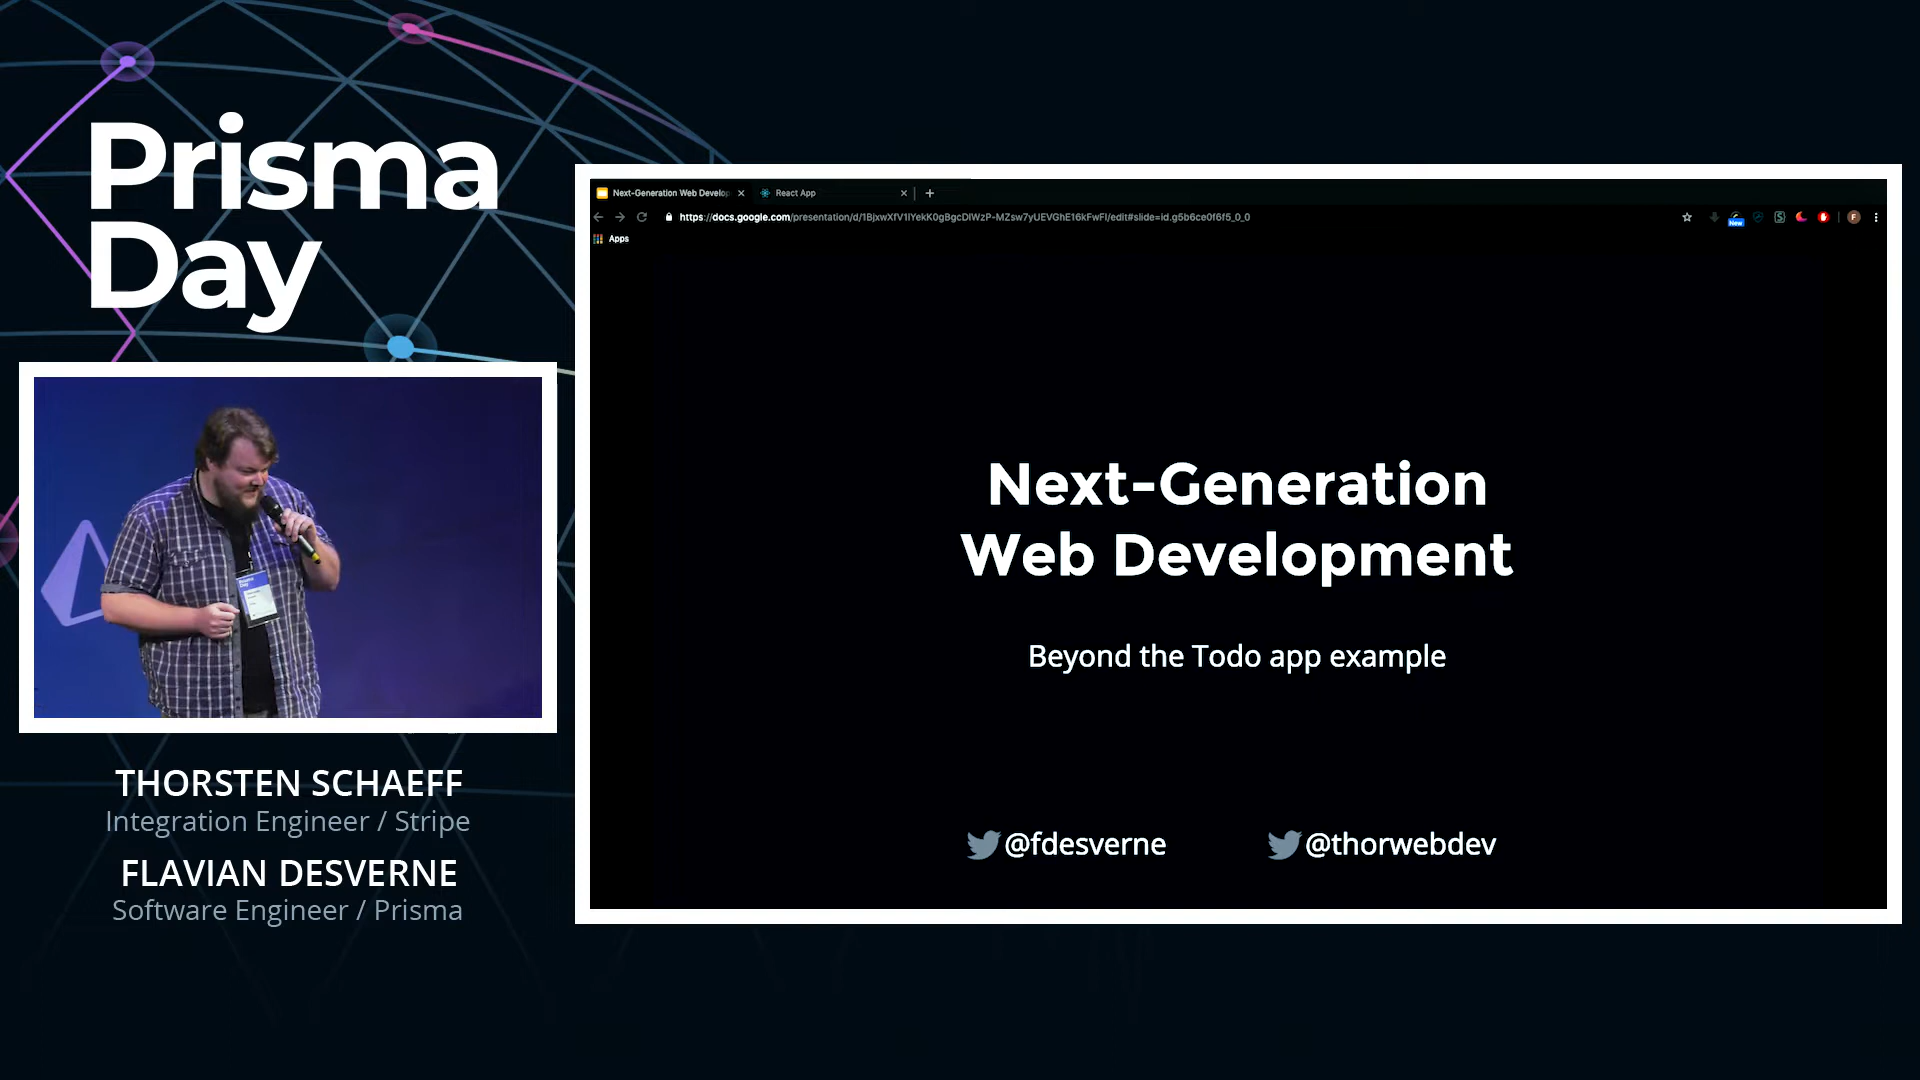 Prisma
Day
THORSTEN SCHAEFF
Integration Engineer / Stripe
FLAVIAN DESVERNE
Software Engineer / Prisma
Next-Generation Web Develop
React App
https://docs.google.com/presentation/d/1BjxwXfV1lYekK0gBgcDlWzP-MZsw7yUEVGhE16kFwFI/edit#slide=id.g5b6ce0f6f5_0_0
New
F
Apps
Next-Generation
Web Development
Beyond the Todo app example
@fdesverne
@thorwebdev